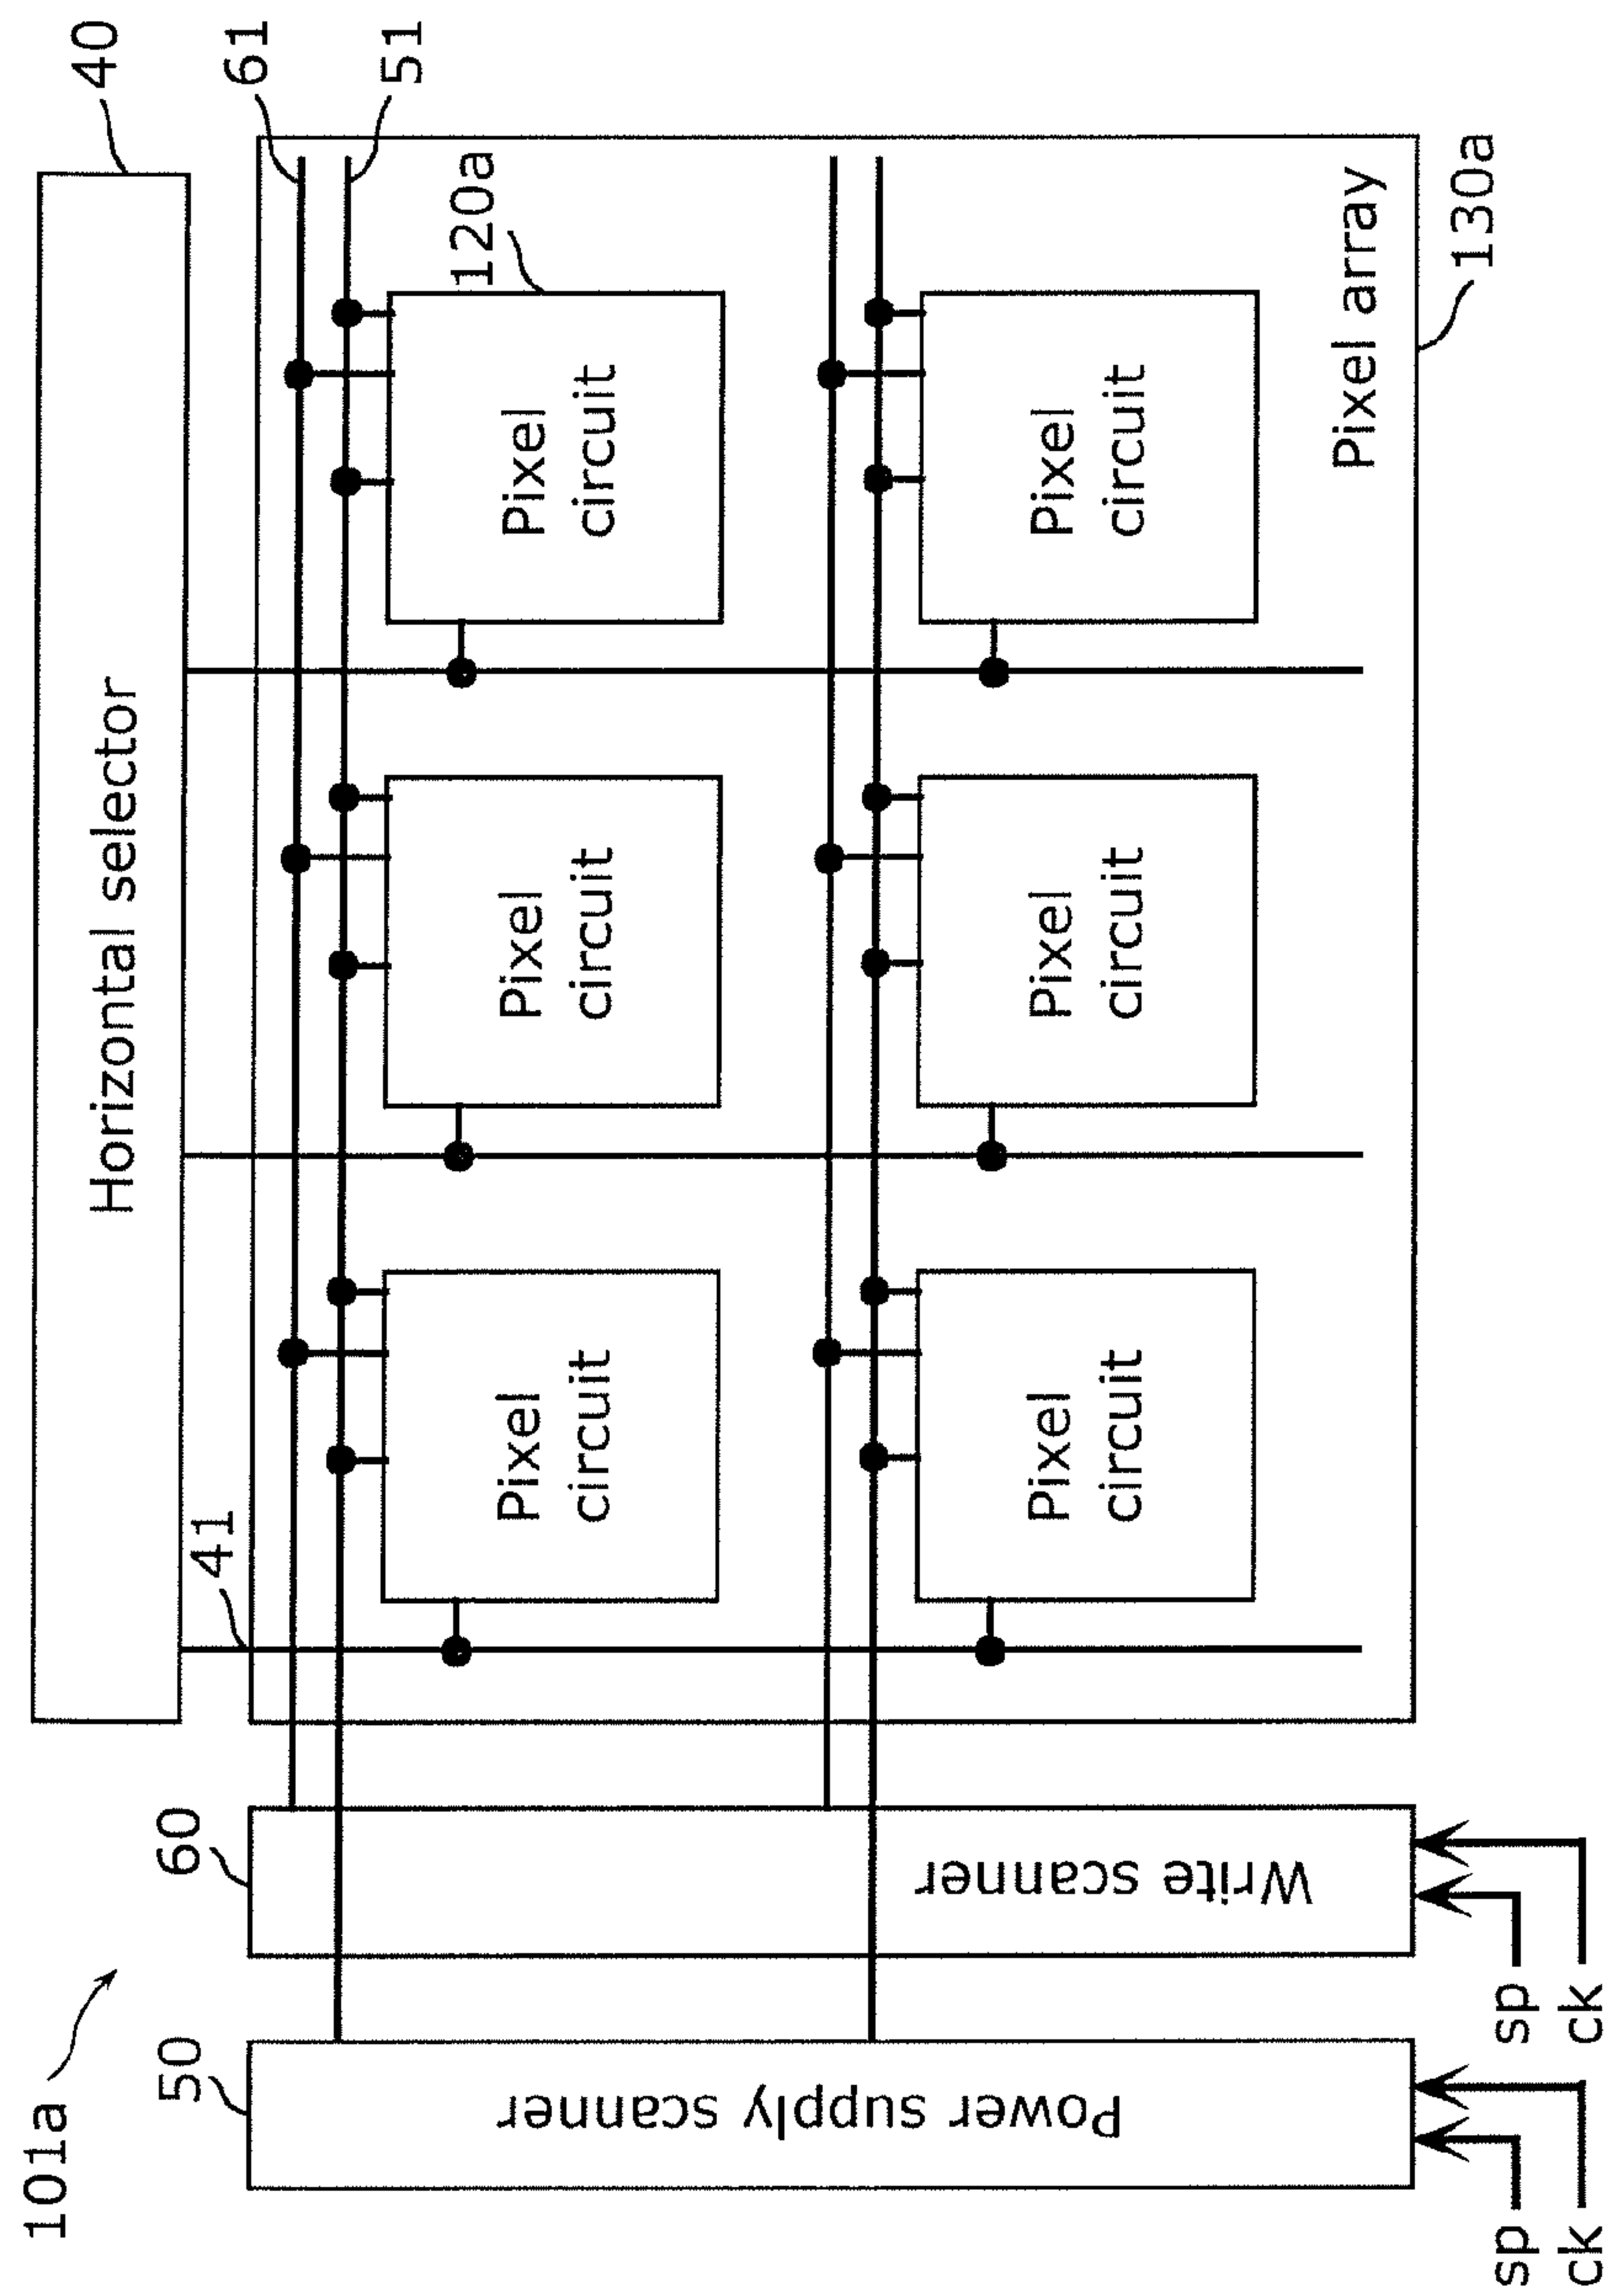 101a
40
Horizontal selector
61
51
50
60
41
120a
Power supply scanner
Write scanner
Pixel
circuit
Pixel
circuit
Pixel
circuit
Pixel
circuit
Pixel
circuit
Pixel
circuit
Pixel array
130a
sp
ck
sp
ck